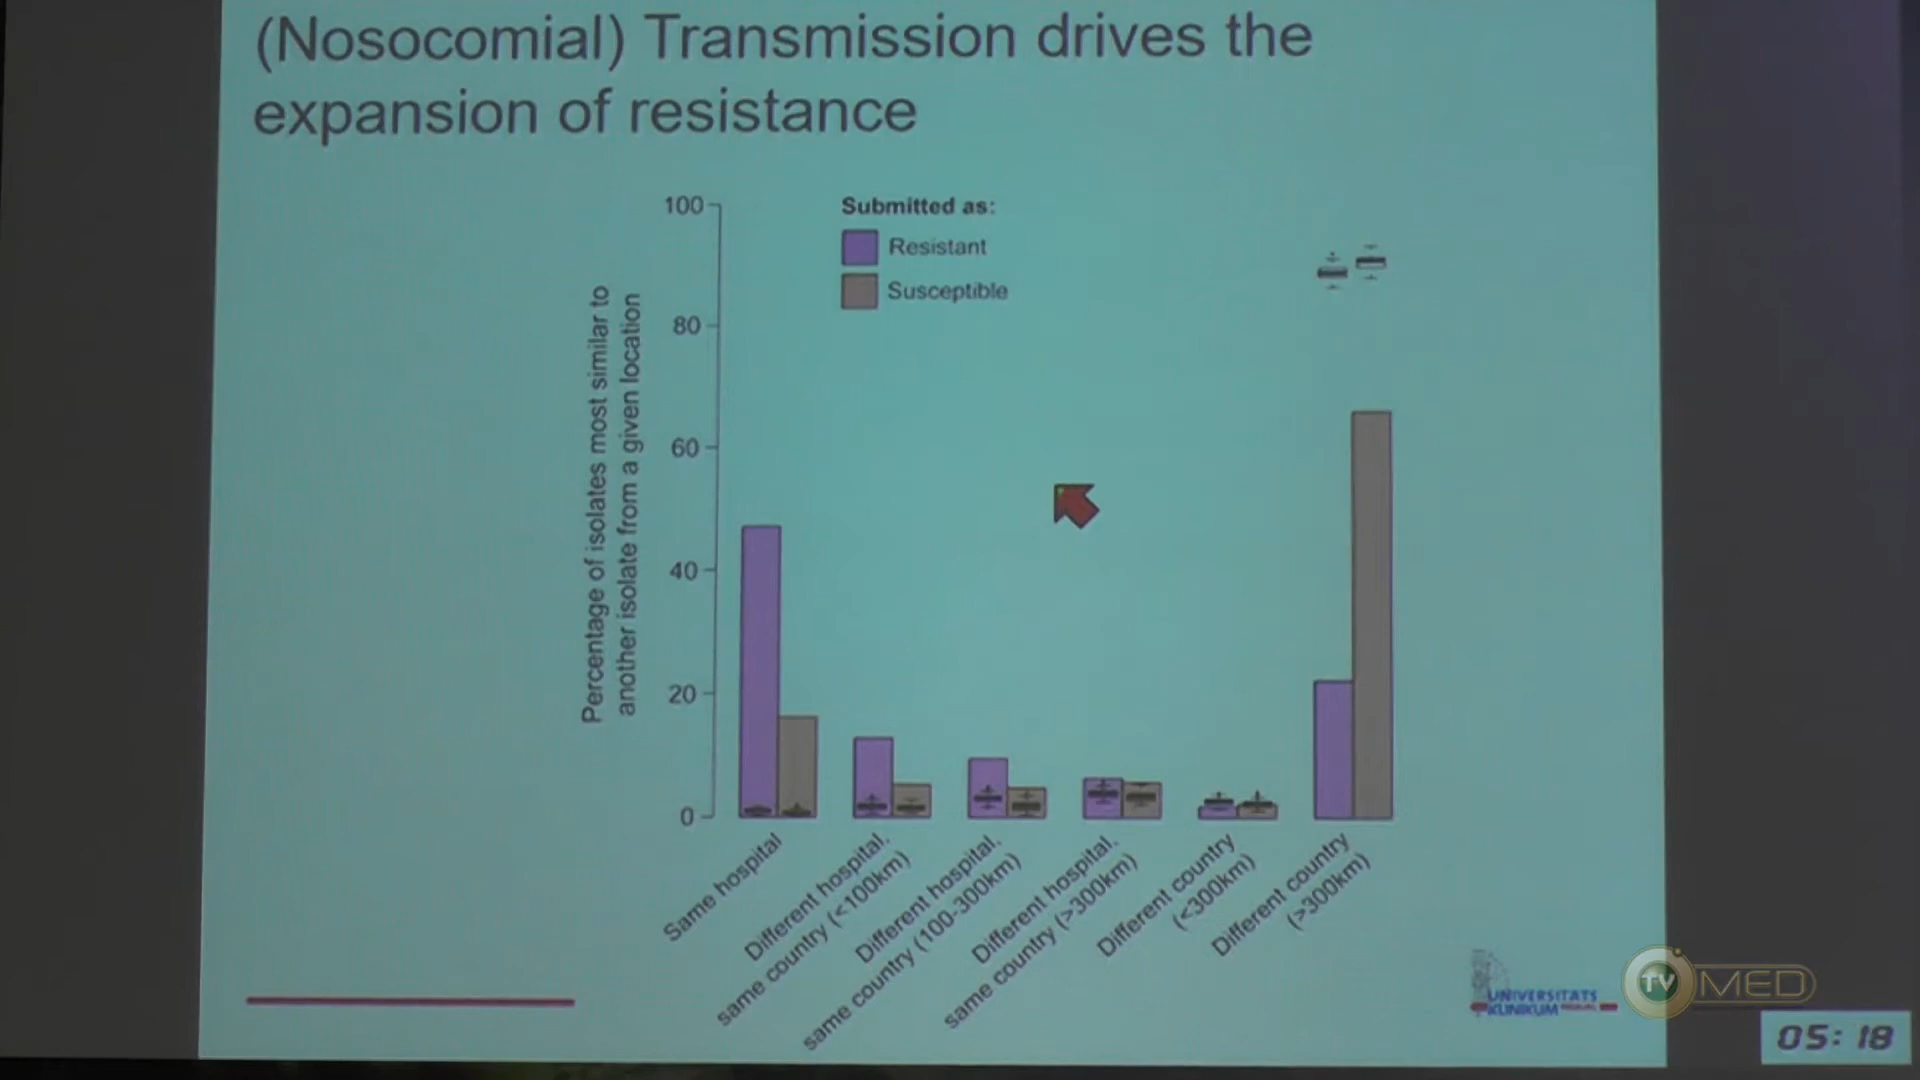 (Nosocomial) Transmission drives the
expansion of resistance
Percentage of isolates most similar to
another isolate from a given location
100
80
60
40
20
0
Submitted as:
Resistant
Susceptible
Same hospital
Different hospital,
same country (<100km)
Different hospital,
same country (100-300km)
Different hospital,
same country (>300km)
Different country
(<300km)
Different country
(>300km)
UNIVERSITATS
KLINIKUM
TV MED
05:18